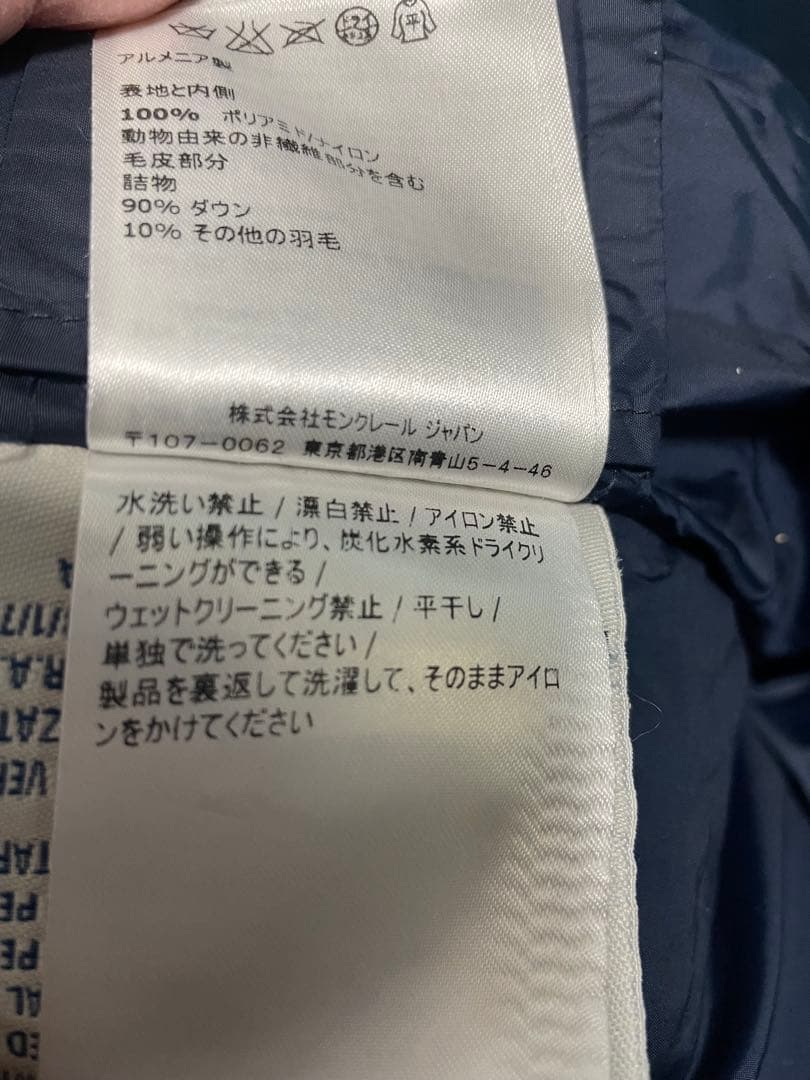 ドライ
平
アルメニア製
表地と内側
100% ポリアミド/ナイロン
動物由来の非繊維部分を含む
毛皮部分
詰物
90% ダウン
10% その他の羽毛
株式会社モンクレール ジャパン
〒107-0062 東京都港区南青山5-4-46
水洗い禁止 / 漂白禁止 / アイロン禁止
/ 弱い操作により、炭化水素系ドライクリ
ーニングができる /
ウェットクリーニング禁止 / 平干し /
単独で洗ってください /
製品を裏返して洗濯して、そのままアイロ
ンをかけてください